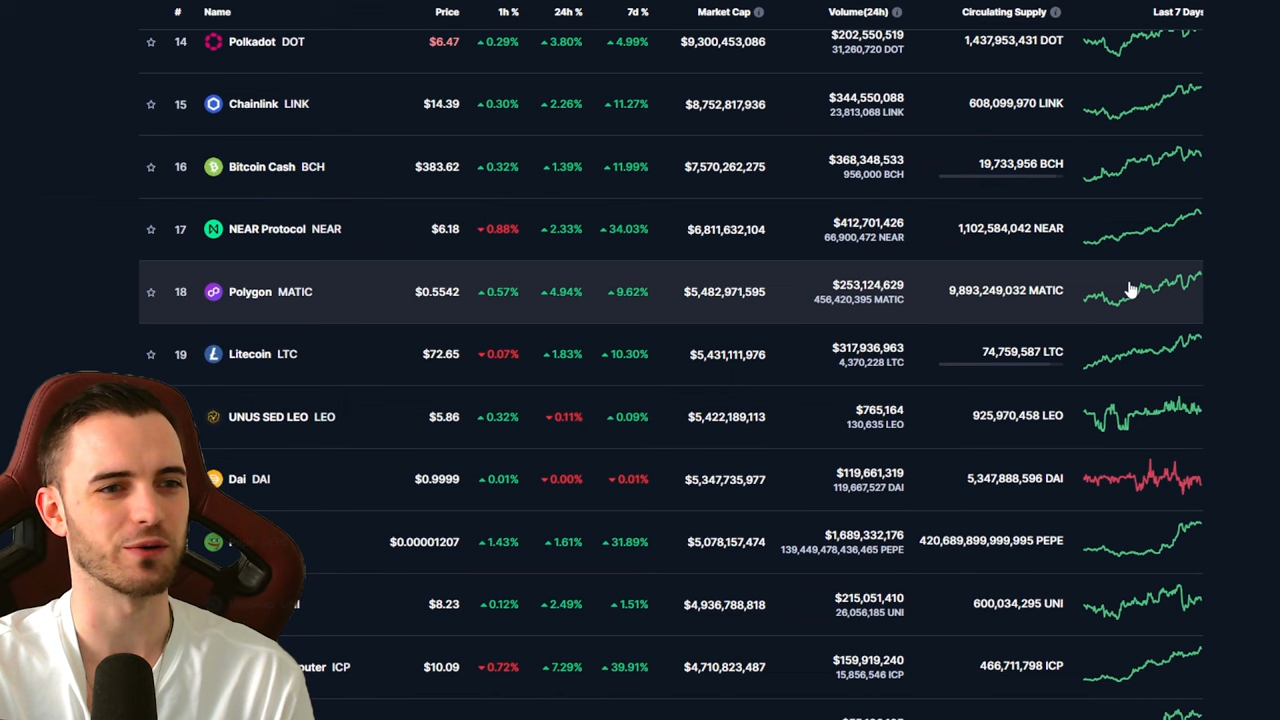 # Name Price 1h % 24h % 7d % Market Cap Volume(24h) Circulating Supply Last 7 Days
14 Polkadot DOT $6.47 0.29% 3.80% 4.99% $9,300,453,086 $202,550,519 1,437,953,431 DOT
31,260,720 DOT
15 Chainlink LINK $14.39 0.30% 2.26% 11.27% $8,752,817,936 $344,550,088 608,099,970 LINK
23,813,068 LINK
16 Bitcoin Cash BCH $383.62 0.32% 1.39% 11.99% $7,570,262,275 $368,348,533 19,733,956 BCH
956,000 BCH
17 NEAR Protocol NEAR $6.18 0.88% 2.33% 34.03% $6,811,632,104 $412,701,426 1,102,584,042 NEAR
66,900,472 NEAR
18 Polygon MATIC $0.5542 0.57% 4.94% 9.62% $5,482,971,595 $253,124,629 9,893,249,032 MATIC
456,420,395 MATIC
19 Litecoin LTC $72.65 0.07% 1.83% 10.30% $5,431,111,976 $317,936,963 74,759,587 LTC
4,370,228 LTC
UNUS SED LEO LEO $5.86 0.32% 0.11% 0.09% $5,422,189,113 $765,164 925,970,458 LEO
130,635 LEO
Dai DAI $0.9999 0.01% 0.00% 0.01% $5,347,735,977 $119,661,319 5,347,888,596 DAI
119,667,527 DAI
$0.00001207 1.43% 1.61% 31.89% $5,078,157,474 $1,689,332,176 420,689,899,999,995 PEPE
139,449,478,436,465 PEPE
$8.23 0.12% 2.49% 1.51% $4,936,788,818 $215,051,410 600,034,295 UNI
26,056,185 UNI
uter ICP $10.09 0.72% 7.29% 39.91% $4,710,823,487 $159,919,240 466,711,798 ICP
15,856,546 ICP